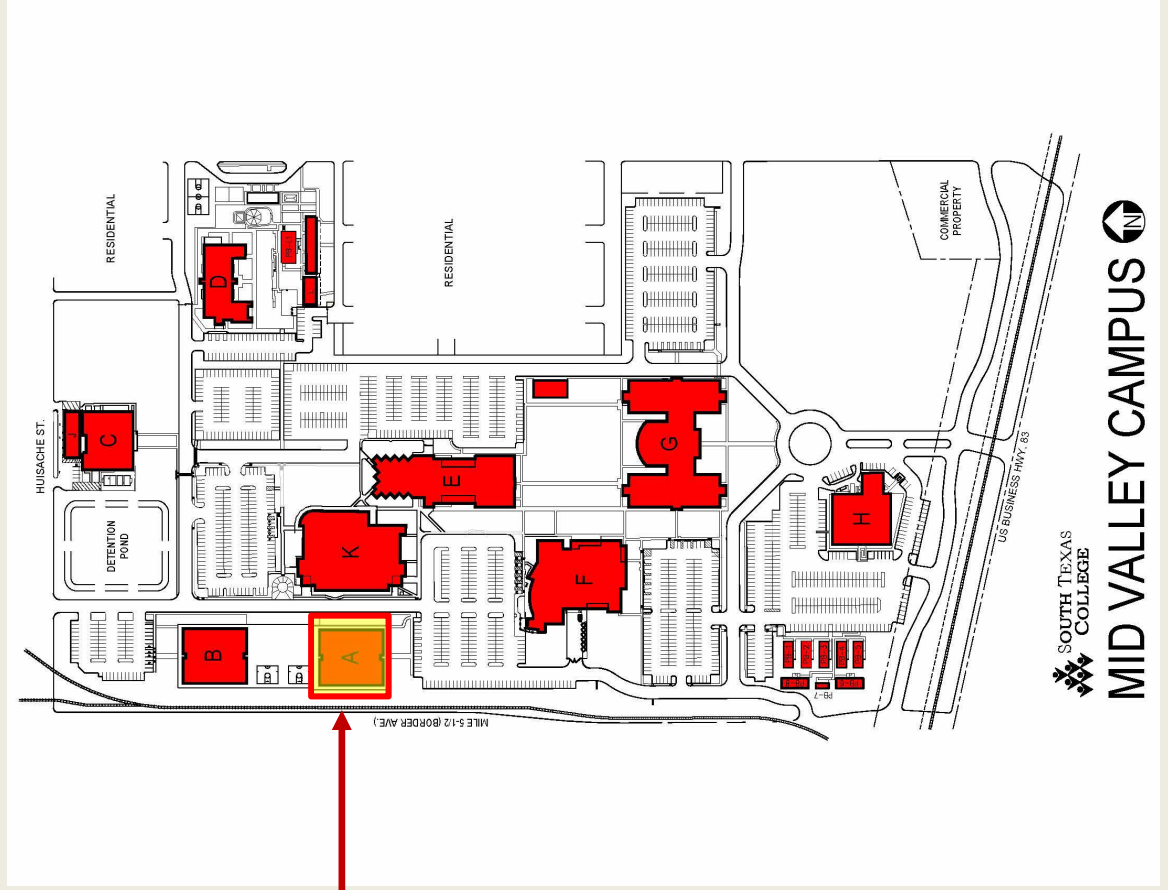 RESIDENTIAL
RESIDENTIAL
COMMERCIAL
PROPERTY
HUISACHE ST.
DETENTION
POND
D
J
C
E
G
K
H
F
B
A
PB-7
MILE 5-1/2 (BORDER AVE.)
US BUSINESS HWY. 83
SOUTH TEXAS
COLLEGE
MID VALLEY CAMPUS
N